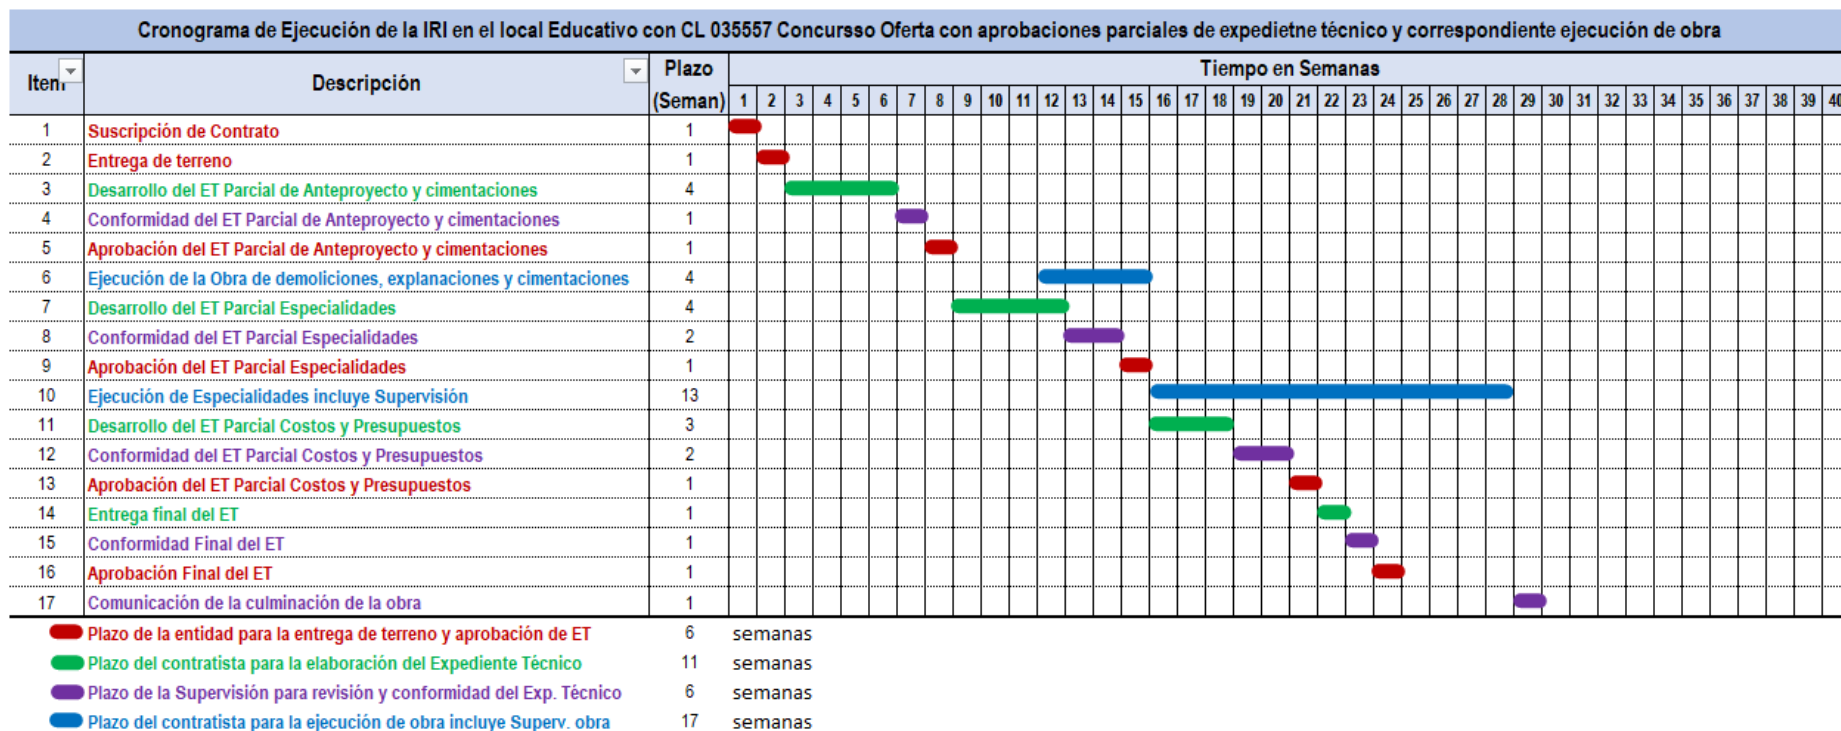 Cronograma de Ejecución de la IRI en el local Educativo con CL 035557 Concursso Oferta con aprobaciones parciales de expedietne técnico y correspondiente ejecución de obra
Item Descripción Plazo (Seman) Tiempo en Semanas
1 2 3 4 5 6 7 8 9 10 11 12 13 14 15 16 17 18 19 20 21 22 23 24 25 26 27 28 29 30 31 32 33 34 35 36 37 38 39 40
1 Suscripción de Contrato 1
2 Entrega de terreno 1
3 Desarrollo del ET Parcial de Anteproyecto y cimentaciones 4
4 Conformidad del ET Parcial de Anteproyecto y cimentaciones 1
5 Aprobación del ET Parcial de Anteproyecto y cimentaciones 1
6 Ejecución de la Obra de demoliciones, explanaciones y cimentaciones 4
7 Desarrollo del ET Parcial Especialidades 4
8 Conformidad del ET Parcial Especialidades 2
9 Aprobación del ET Parcial Especialidades 1
10 Ejecución de Especialidades incluye Supervisión 13
11 Desarrollo del ET Parcial Costos y Presupuestos 3
12 Conformidad del ET Parcial Costos y Presupuestos 2
13 Aprobación del ET Parcial Costos y Presupuestos 1
14 Entrega final del ET 1
15 Conformidad Final del ET 1
16 Aprobación Final del ET 1
17 Comunicación de la culminación de la obra 1
Plazo de la entidad para la entrega de terreno y aprobación de ET 6 semanas
Plazo del contratista para la elaboración del Expediente Técnico 11 semanas
Plazo de la Supervisión para revisión y conformidad del Exp. Técnico 6 semanas
Plazo del contratista para la ejecución de obra incluye Superv. obra 17 semanas